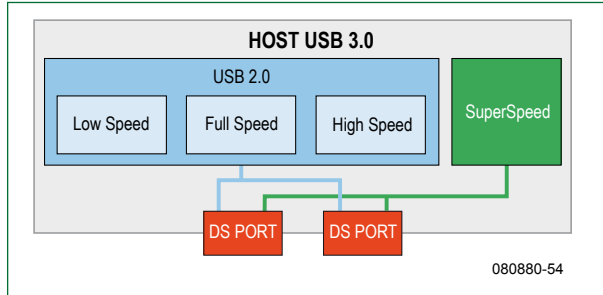 HOST USB 3.0
USB 2.0
Low Speed
Full Speed
High Speed
SuperSpeed
DS PORT
DS PORT
080880-54